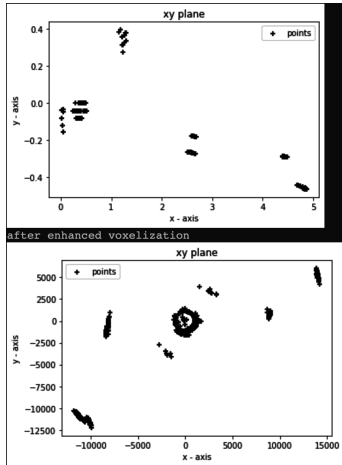 xy plane
points
0.4
0.2
0.0
−0.2
−0.4
y - axis
0 1 2 3 4 5
x - axis
after enhanced voxelization
xy plane
points
5000
2500
0
−2500
−5000
−7500
−10000
−12500
y - axis
−10000 −5000 0 5000 10000 15000
x - axis